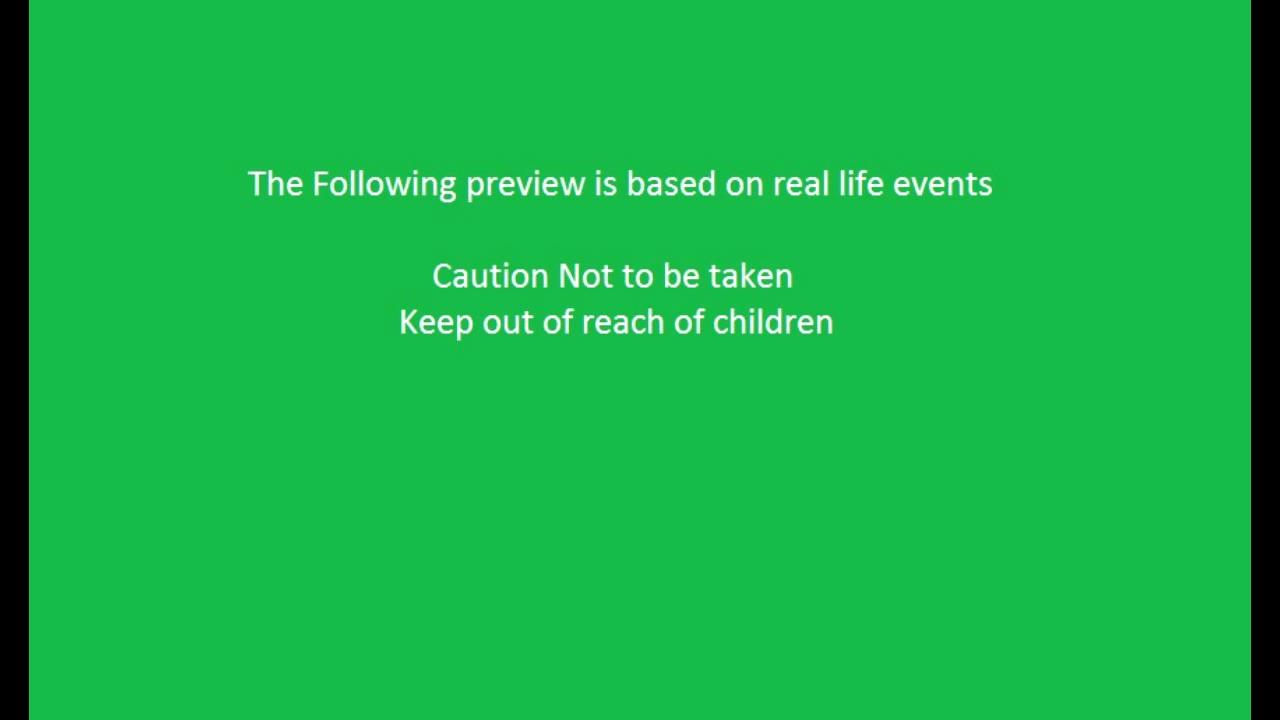 The Following preview is based on real life events
Caution Not to be taken
Keep out of reach of children